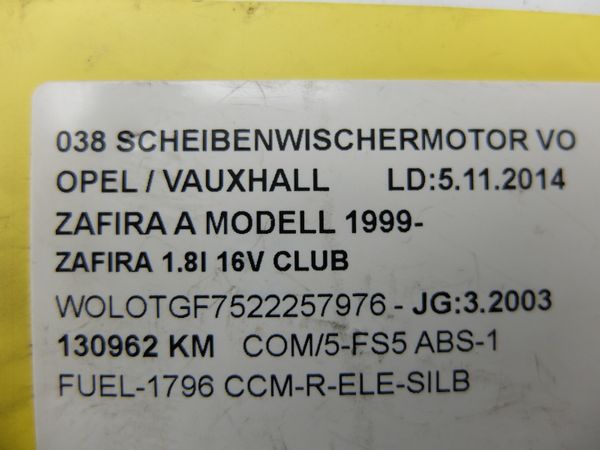 038 SCHEIBENWISCHERMOTOR VO
OPEL / VAUXHALL LD:5.11.2014
ZAFIRA A MODELL 1999-
ZAFIRA 1.8I 16V CLUB
WOLOTGF7522257976 - JG:3.2003
130962 KM COM/5-FS5 ABS-1
FUEL-1796 CCM-R-ELE-SILB